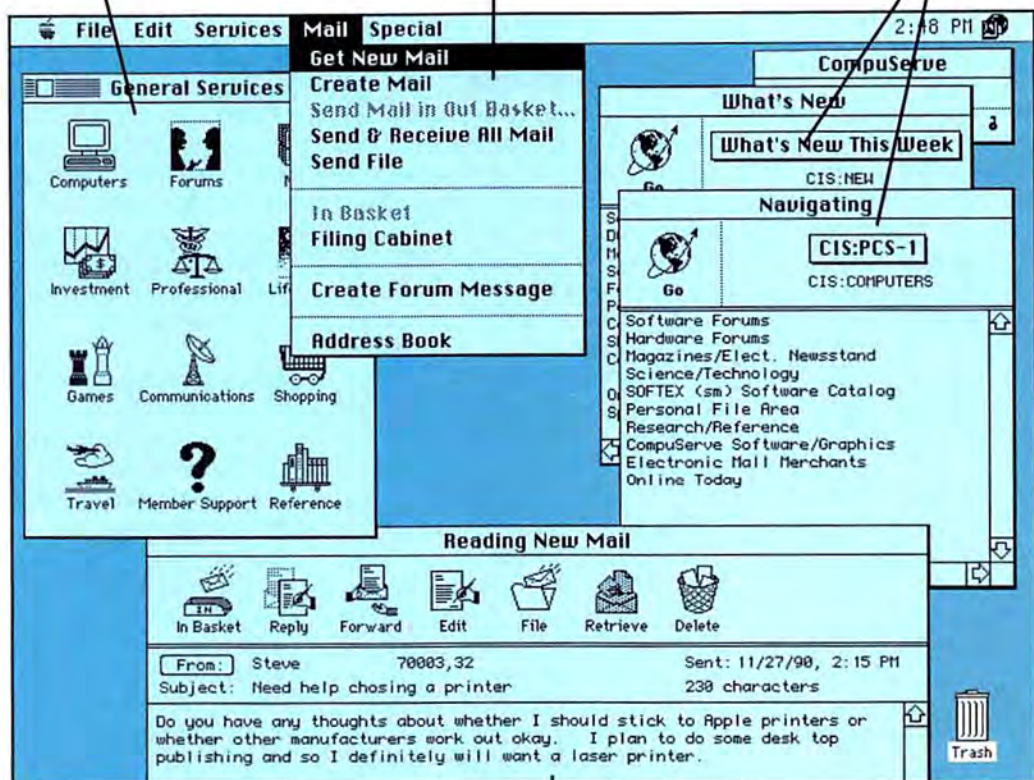 File Edit Services Mail Special 2:48 PM
General Services
Computers
Forums
Investment
Professional
Games
Communications
Shopping
Travel
Member Support
Reference
Get New Mail
Create Mail
Send Mail in Out Basket...
Send & Receive All Mail
Send File
In Basket
Filing Cabinet
Create Forum Message
Address Book
CompuServe
What's New
Go
What's New This Week
CIS:NEW
Navigating
Go
CIS:PCS-1
CIS:COMPUTERS
Software Forums
Hardware Forums
Magazines/Elect. Newsstand
Science/Technology
SOFTEX (sm) Software Catalog
Personal File Area
Research/Reference
CompuServe Software/Graphics
Electronic Mall Merchants
Online Today
Reading New Mail
IN
In Basket
Reply
Forward
Edit
File
Retrieve
Delete
From: Steve 70003,32 Sent: 11/27/90, 2:15 PM
Subject: Need help chosing a printer 230 characters
Do you have any thoughts about whether I should stick to Apple printers or
whether other manufacturers work out okay. I plan to do some desk top
publishing and so I definitely will want a laser printer.
Trash